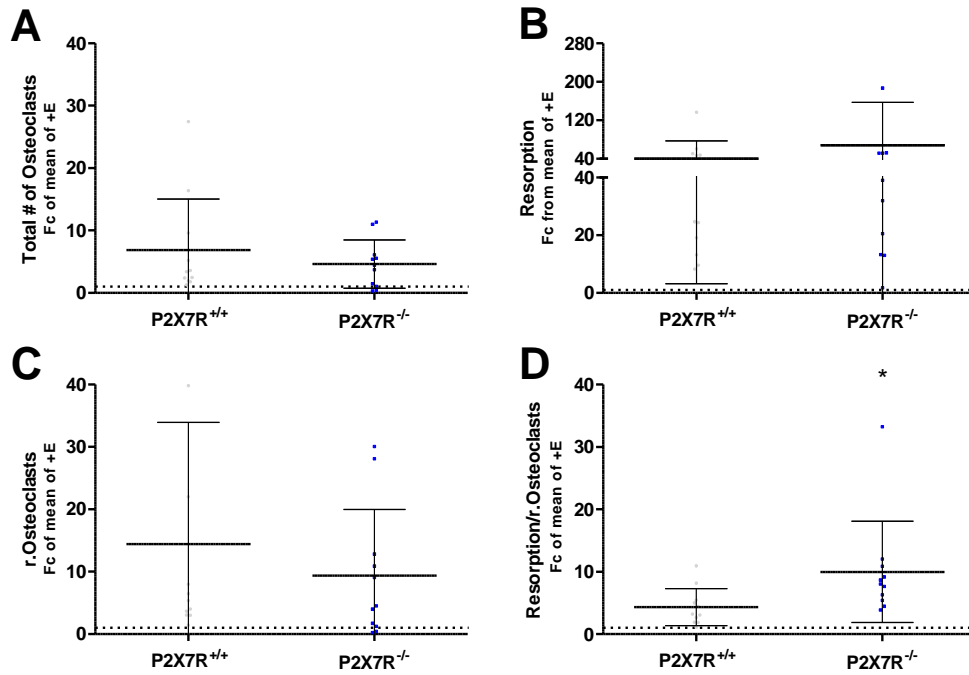 A
Total # of Osteoclasts
Fc of mean of +E
40
30
20
10
0
P2X7R+/+
P2X7R-/-
B
Resorption
Fc from mean of +E
280
200
120
40
40
20
0
P2X7R+/+
P2X7R-/-
C
r.Osteoclasts
Fc of mean of +E
40
30
20
10
0
P2X7R+/+
P2X7R-/-
D
Resorption/r.Osteoclasts
Fc of mean of +E
40
30
20
10
0
*
P2X7R+/+
P2X7R-/-